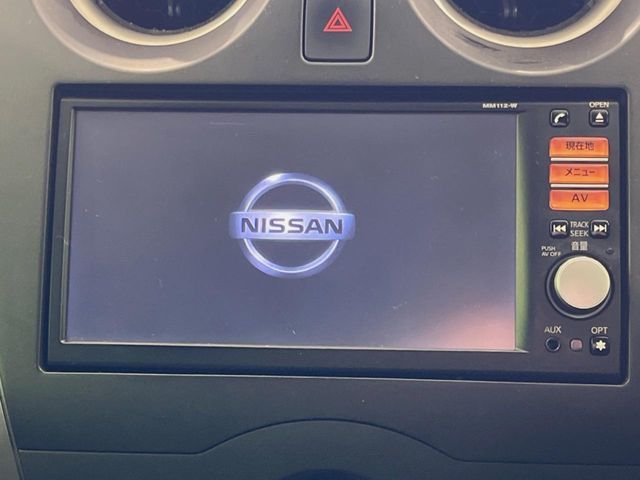 MM112-W
OPEN
現在地
メニュー
AV
TRACK
SEEK
音量
PUSH
AV OFF
NISSAN
AUX
OPT